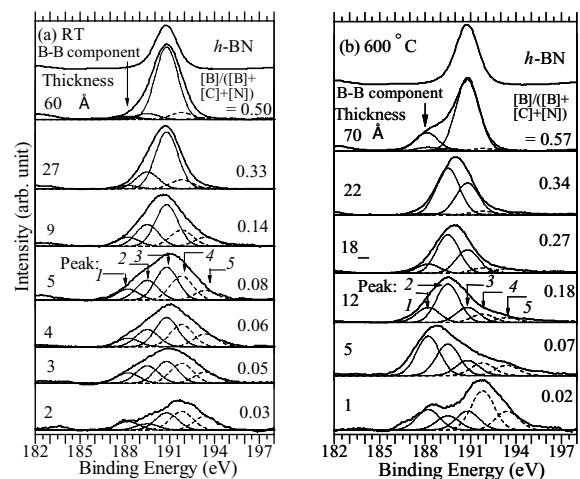 (a) RT
B-B component
h-BN
Thickness
[B]/([B]+
[C]+[N])
60 Å
= 0.50
27
0.33
9
0.14
Peak:
1
2
3
4
5
5
0.08
4
0.06
3
0.05
2
0.03
182
185
188
191
194
197
Binding Energy (eV)
Intensity (arb. unit)
(b) 600°C
h-BN
B-B component
[B]/([B]+
[C]+[N])
Thickness
70 Å
= 0.57
22
0.34
18
0.27
Peak:
2
1
3
4
5
12
0.18
5
0.07
1
0.02
182
185
188
191
194
198
Binding Energy (eV)